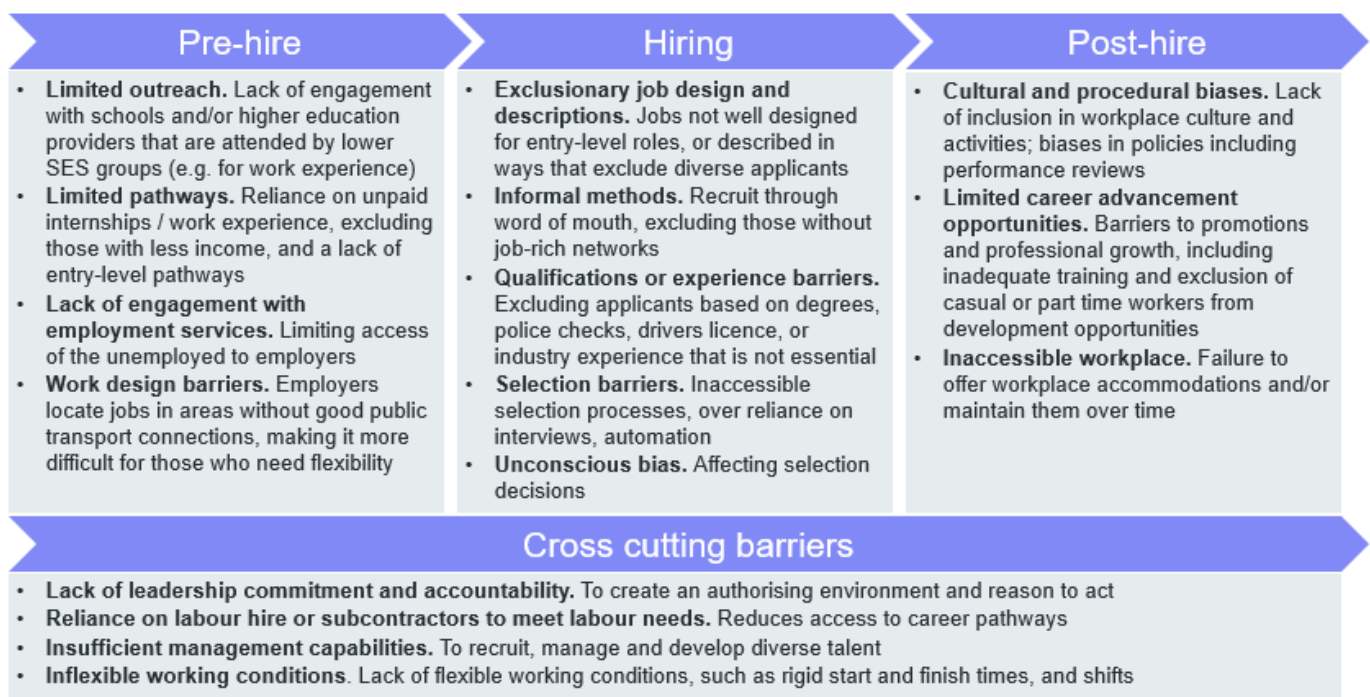 Pre-hire
• Limited outreach. Lack of engagement
with schools and/or higher education
providers that are attended by lower
SES groups (e.g. for work experience)
• Limited pathways. Reliance on unpaid
internships / work experience, excluding
those with less income, and a lack of
entry-level pathways
• Lack of engagement with
employment services. Limiting access
of the unemployed to employers
• Work design barriers. Employers
locate jobs in areas without good public
transport connections, making it more
difficult for those who need flexibility
Hiring
• Exclusionary job design and
descriptions. Jobs not well designed
for entry-level roles, or described in
ways that exclude diverse applicants
• Informal methods. Recruit through
word of mouth, excluding those without
job-rich networks
• Qualifications or experience barriers.
Excluding applicants based on degrees,
police checks, drivers licence, or
industry experience that is not essential
• Selection barriers. Inaccessible
selection processes, over reliance on
interviews, automation
• Unconscious bias. Affecting selection
decisions
Post-hire
• Cultural and procedural biases. Lack
of inclusion in workplace culture and
activities; biases in policies including
performance reviews
• Limited career advancement
opportunities. Barriers to promotions
and professional growth, including
inadequate training and exclusion of
casual or part time workers from
development opportunities
• Inaccessible workplace. Failure to
offer workplace accommodations and/or
maintain them over time
Cross cutting barriers
• Lack of leadership commitment and accountability. To create an authorising environment and reason to act
• Reliance on labour hire or subcontractors to meet labour needs. Reduces access to career pathways
• Insufficient management capabilities. To recruit, manage and develop diverse talent
• Inflexible working conditions. Lack of flexible working conditions, such as rigid start and finish times, and shifts